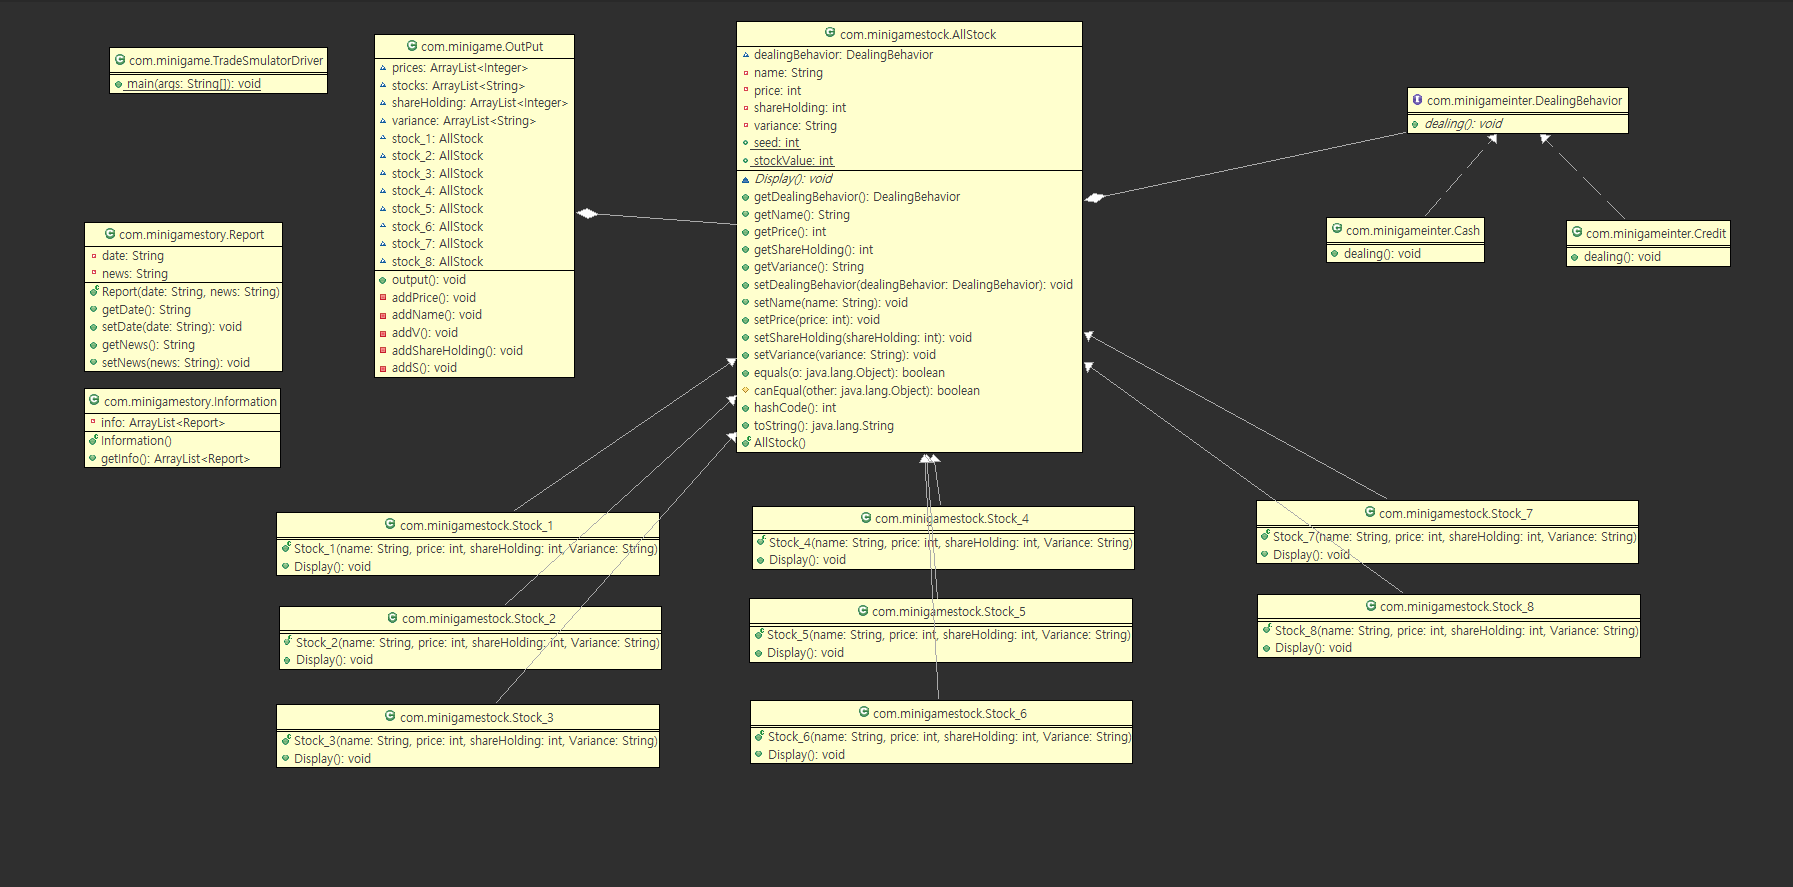 com.minigame.TradeSmulatorDriver
main(args: String[]): void
com.minigame.OutPut
prices: ArrayList<Integer>
stocks: ArrayList<String>
shareHolding: ArrayList<Integer>
variance: ArrayList<String>
stock_1: AllStock
stock_2: AllStock
stock_3: AllStock
stock_4: AllStock
stock_5: AllStock
stock_6: AllStock
stock_7: AllStock
stock_8: AllStock
output(): void
addPrice(): void
addName(): void
addV(): void
addShareHolding(): void
addS(): void
com.minigamestock.AllStock
dealingBehavior: DealingBehavior
name: String
price: int
shareHolding: int
variance: String
seed: int
stockValue: int
Display(): void
getDealingBehavior(): DealingBehavior
getName(): String
getPrice(): int
getShareHolding(): int
getVariance(): String
setDealingBehavior(dealingBehavior: DealingBehavior): void
setName(name: String): void
setPrice(price: int): void
setShareHolding(shareHolding: int): void
setVariance(variance: String): void
equals(o: java.lang.Object): boolean
canEqual(other: java.lang.Object): boolean
hashCode(): int
toString(): java.lang.String
AllStock()
com.minigameinter.DealingBehavior
dealing(): void
com.minigameinter.Cash
dealing(): void
com.minigameinter.Credit
dealing(): void
com.minigamestory.Report
date: String
news: String
Report(date: String, news: String)
getDate(): String
setDate(date: String): void
getNews(): String
setNews(news: String): void
com.minigamestory.Information
info: ArrayList<Report>
Information()
getInfo(): ArrayList<Report>
com.minigamestock.Stock_1
Stock_1(name: String, price: int, shareHolding: int, Variance: String)
Display(): void
com.minigamestock.Stock_2
Stock_2(name: String, price: int, shareHolding: int, Variance: String)
Display(): void
com.minigamestock.Stock_3
Stock_3(name: String, price: int, shareHolding: int, Variance: String)
Display(): void
com.minigamestock.Stock_4
Stock_4(name: String, price: int, shareHolding: int, Variance: String)
Display(): void
com.minigamestock.Stock_5
Stock_5(name: String, price: int, shareHolding: int, Variance: String)
Display(): void
com.minigamestock.Stock_6
Stock_6(name: String, price: int, shareHolding: int, Variance: String)
Display(): void
com.minigamestock.Stock_7
Stock_7(name: String, price: int, shareHolding: int, Variance: String)
Display(): void
com.minigamestock.Stock_8
Stock_8(name: String, price: int, shareHolding: int, Variance: String)
Display(): void